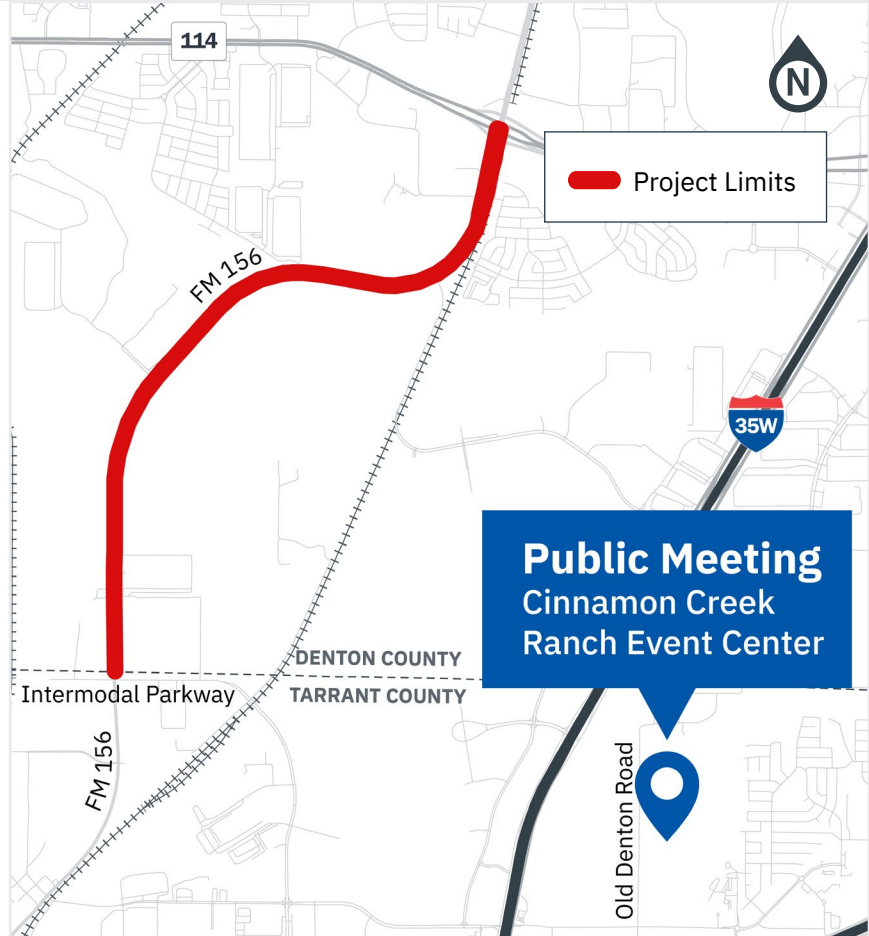 114
N
Project Limits
FM 156
35W
Public Meeting
Cinnamon Creek
Ranch Event Center
DENTON COUNTY
TARRANT COUNTY
Intermodal Parkway
FM 156
Old Denton Road